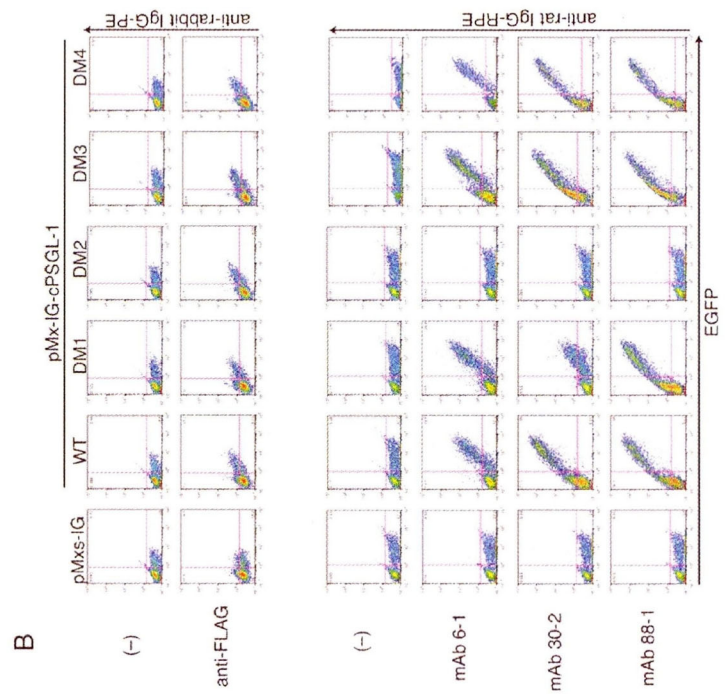 B
pMx-IG-cPSGL-1
pMxs-IG WT DM1 DM2 DM3 DM4
(–)
anti-FLAG
anti-rabbit IgG-PE
(–)
mAb 6-1
mAb 30-2
mAb 88-1
anti-rat IgG-RPE
EGFP